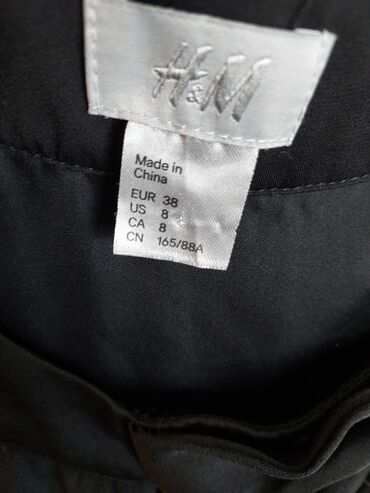 H&M
Made in
China
EUR 38
US 8
CA 8
CN 165/88A